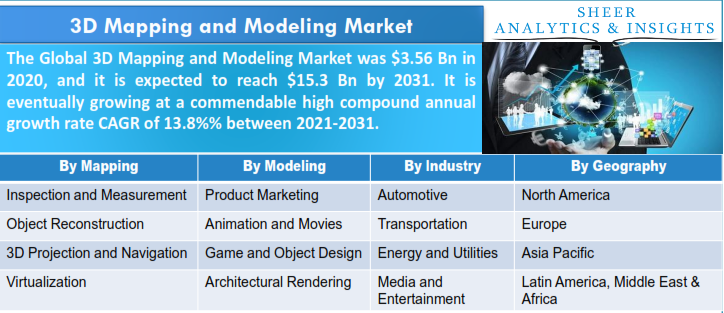 3D Mapping and Modeling Market
SHEER
ANALYTICS & INSIGHTS
The Global 3D Mapping and Modeling Market was $3.56 Bn in
2020, and it is expected to reach $15.3 Bn by 2031. It is
eventually growing at a commendable high compound annual
growth rate CAGR of 13.8%% between 2021-2031.
By Mapping By Modeling By Industry By Geography
Inspection and Measurement Product Marketing Automotive North America
Object Reconstruction Animation and Movies Transportation Europe
3D Projection and Navigation Game and Object Design Energy and Utilities Asia Pacific
Virtualization Architectural Rendering Media and Latin America, Middle East &
Entertainment Africa